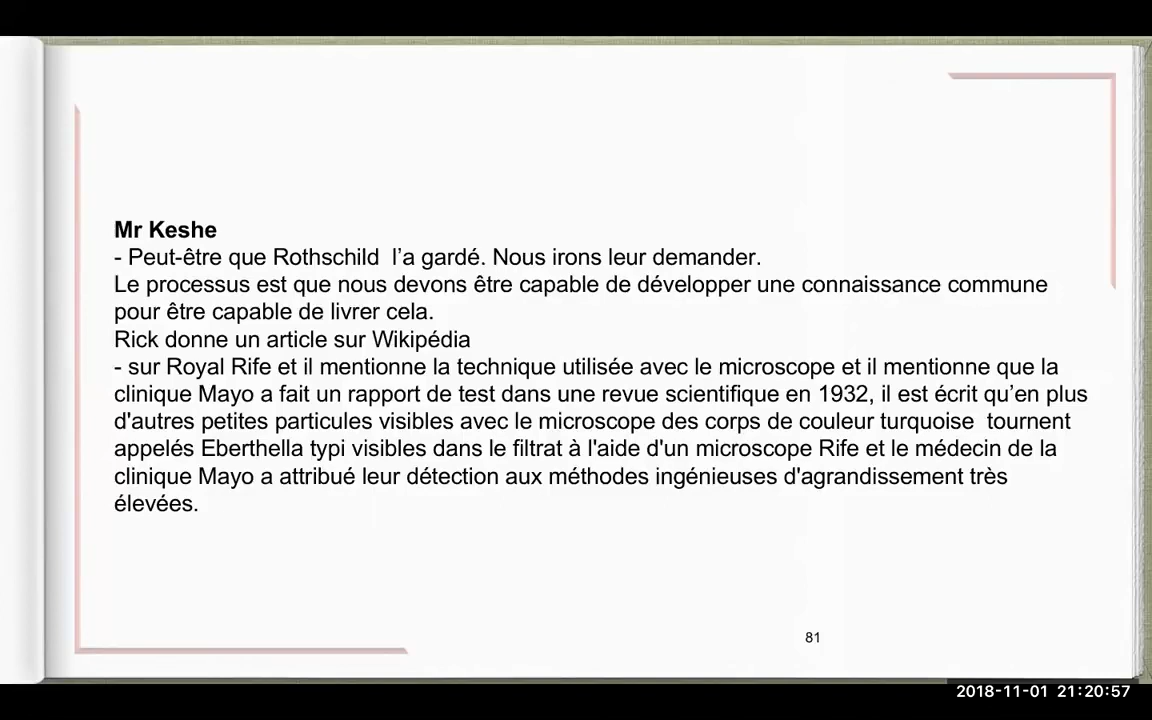 Mr Keshe
- Peut-être que Rothschild  l’a gardé. Nous irons leur demander.
Le processus est que nous devons être capable de développer une connaissance commune
pour être capable de livrer cela.
Rick donne un article sur Wikipédia
- sur Royal Rife et il mentionne la technique utilisée avec le microscope et il mentionne que la
clinique Mayo a fait un rapport de test dans une revue scientifique en 1932, il est écrit qu’en plus
d'autres petites particules visibles avec le microscope des corps de couleur turquoise  tournent
appelés Eberthella typi visibles dans le filtrat à l'aide d'un microscope Rife et le médecin de la
clinique Mayo a attribué leur détection aux méthodes ingénieuses d'agrandissement très
élevées.
81
2018-11-01 21:20:57